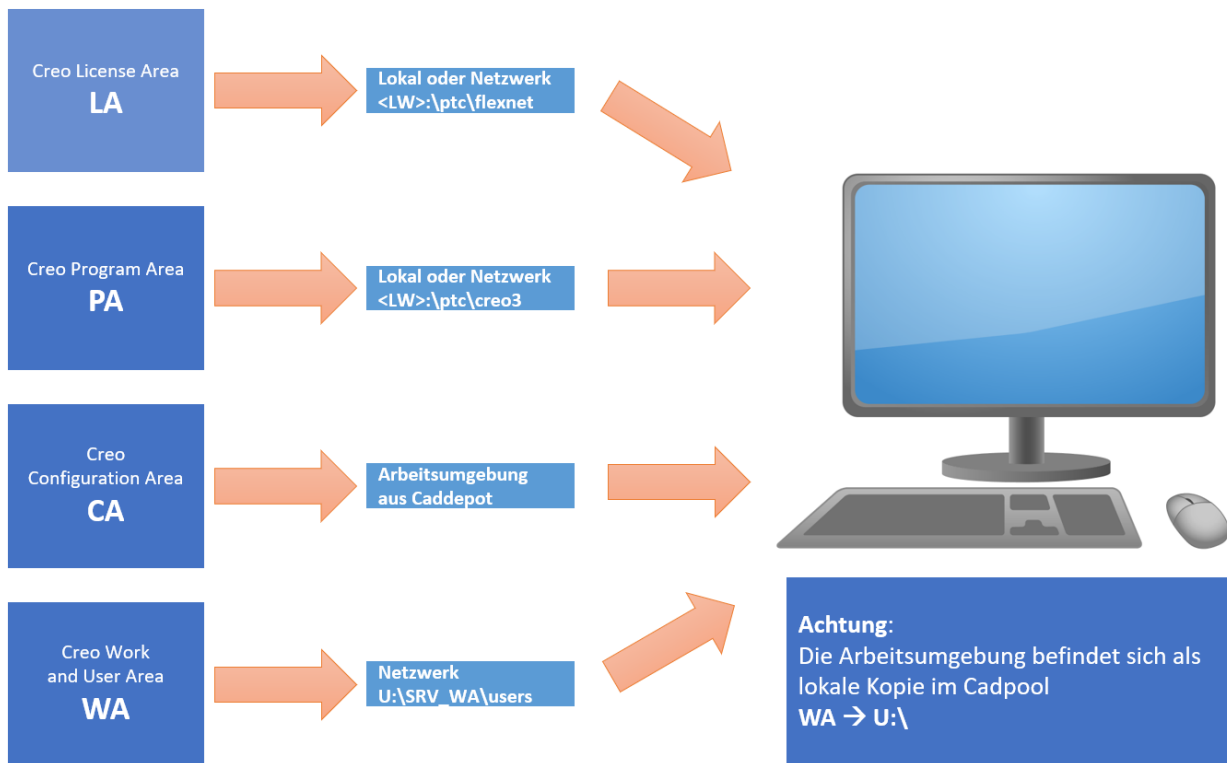 Creo License Area
LA
Lokal oder Netzwerk
<LW>:\ptc\flexnet
Creo Program Area
PA
Lokal oder Netzwerk
<LW>:\ptc\creo3
Creo
Configuration Area
CA
Arbeitsumgebung
aus Caddepot
Creo Work
and User Area
WA
Netzwerk
U:\SRV_WA\users
Achtung:
Die Arbeitsumgebung befindet sich als
lokale Kopie im Cadpool
WA → U:\